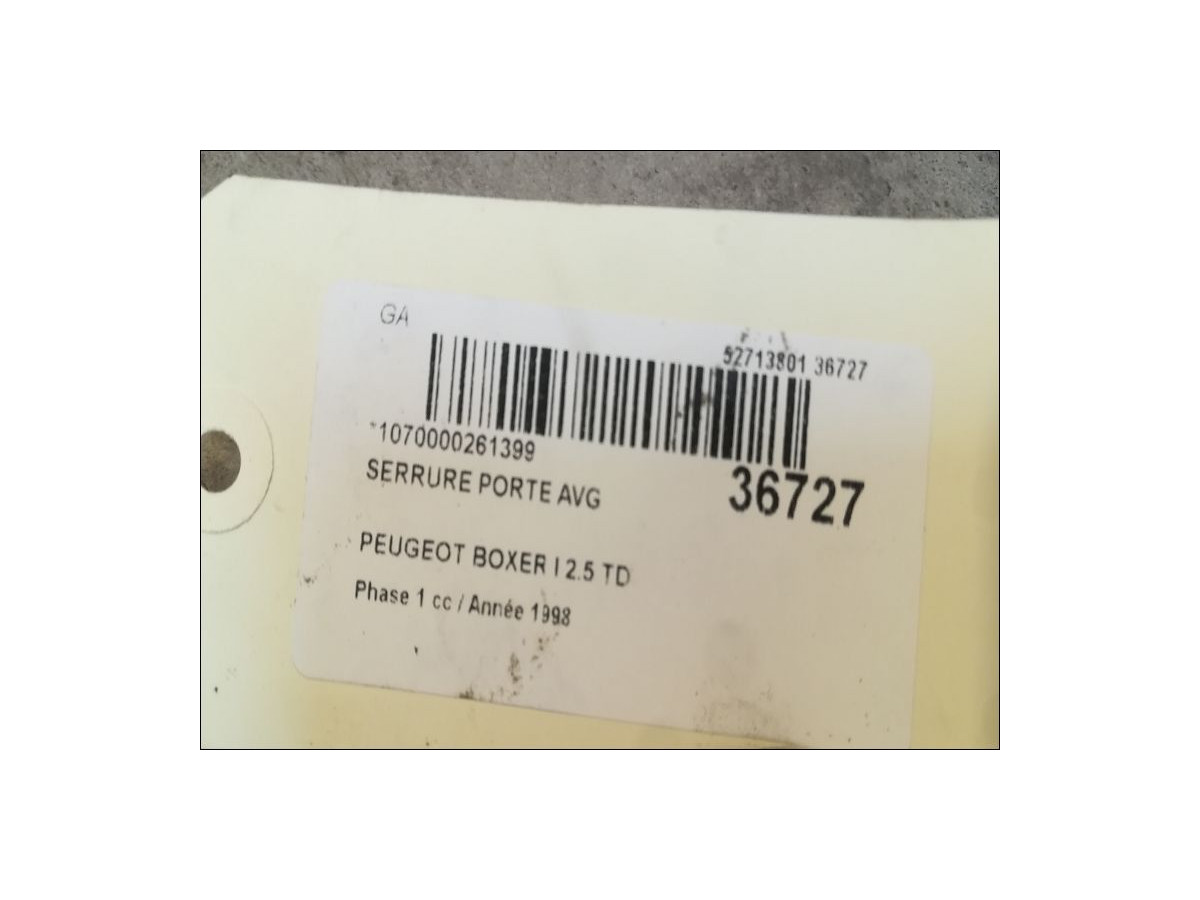 GA
52713801 36727
*1070000261399
SERRURE PORTE AVG
36727
PEUGEOT BOXER I 2.5 TD
Phase 1 cc / Année 1998